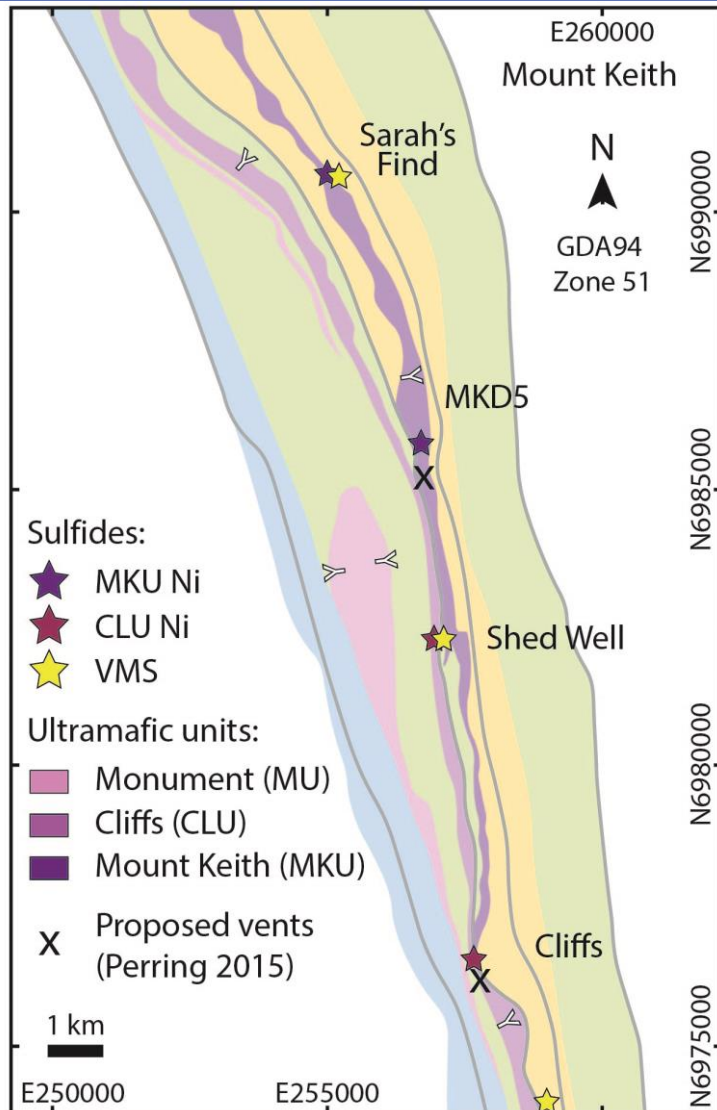 E260000
Mount Keith
Sarah's
Find
N
GDA94
Zone 51
N6990000
MKD5
X
N6985000
Sulfides:
MKU Ni
CLU Ni
VMS
Shed Well
Ultramafic units:
Monument (MU)
Cliffs (CLU)
Mount Keith (MKU)
N6980000
X Proposed vents
(Perring 2015)
Cliffs
X
1 km
N6975000
E250000
E255000